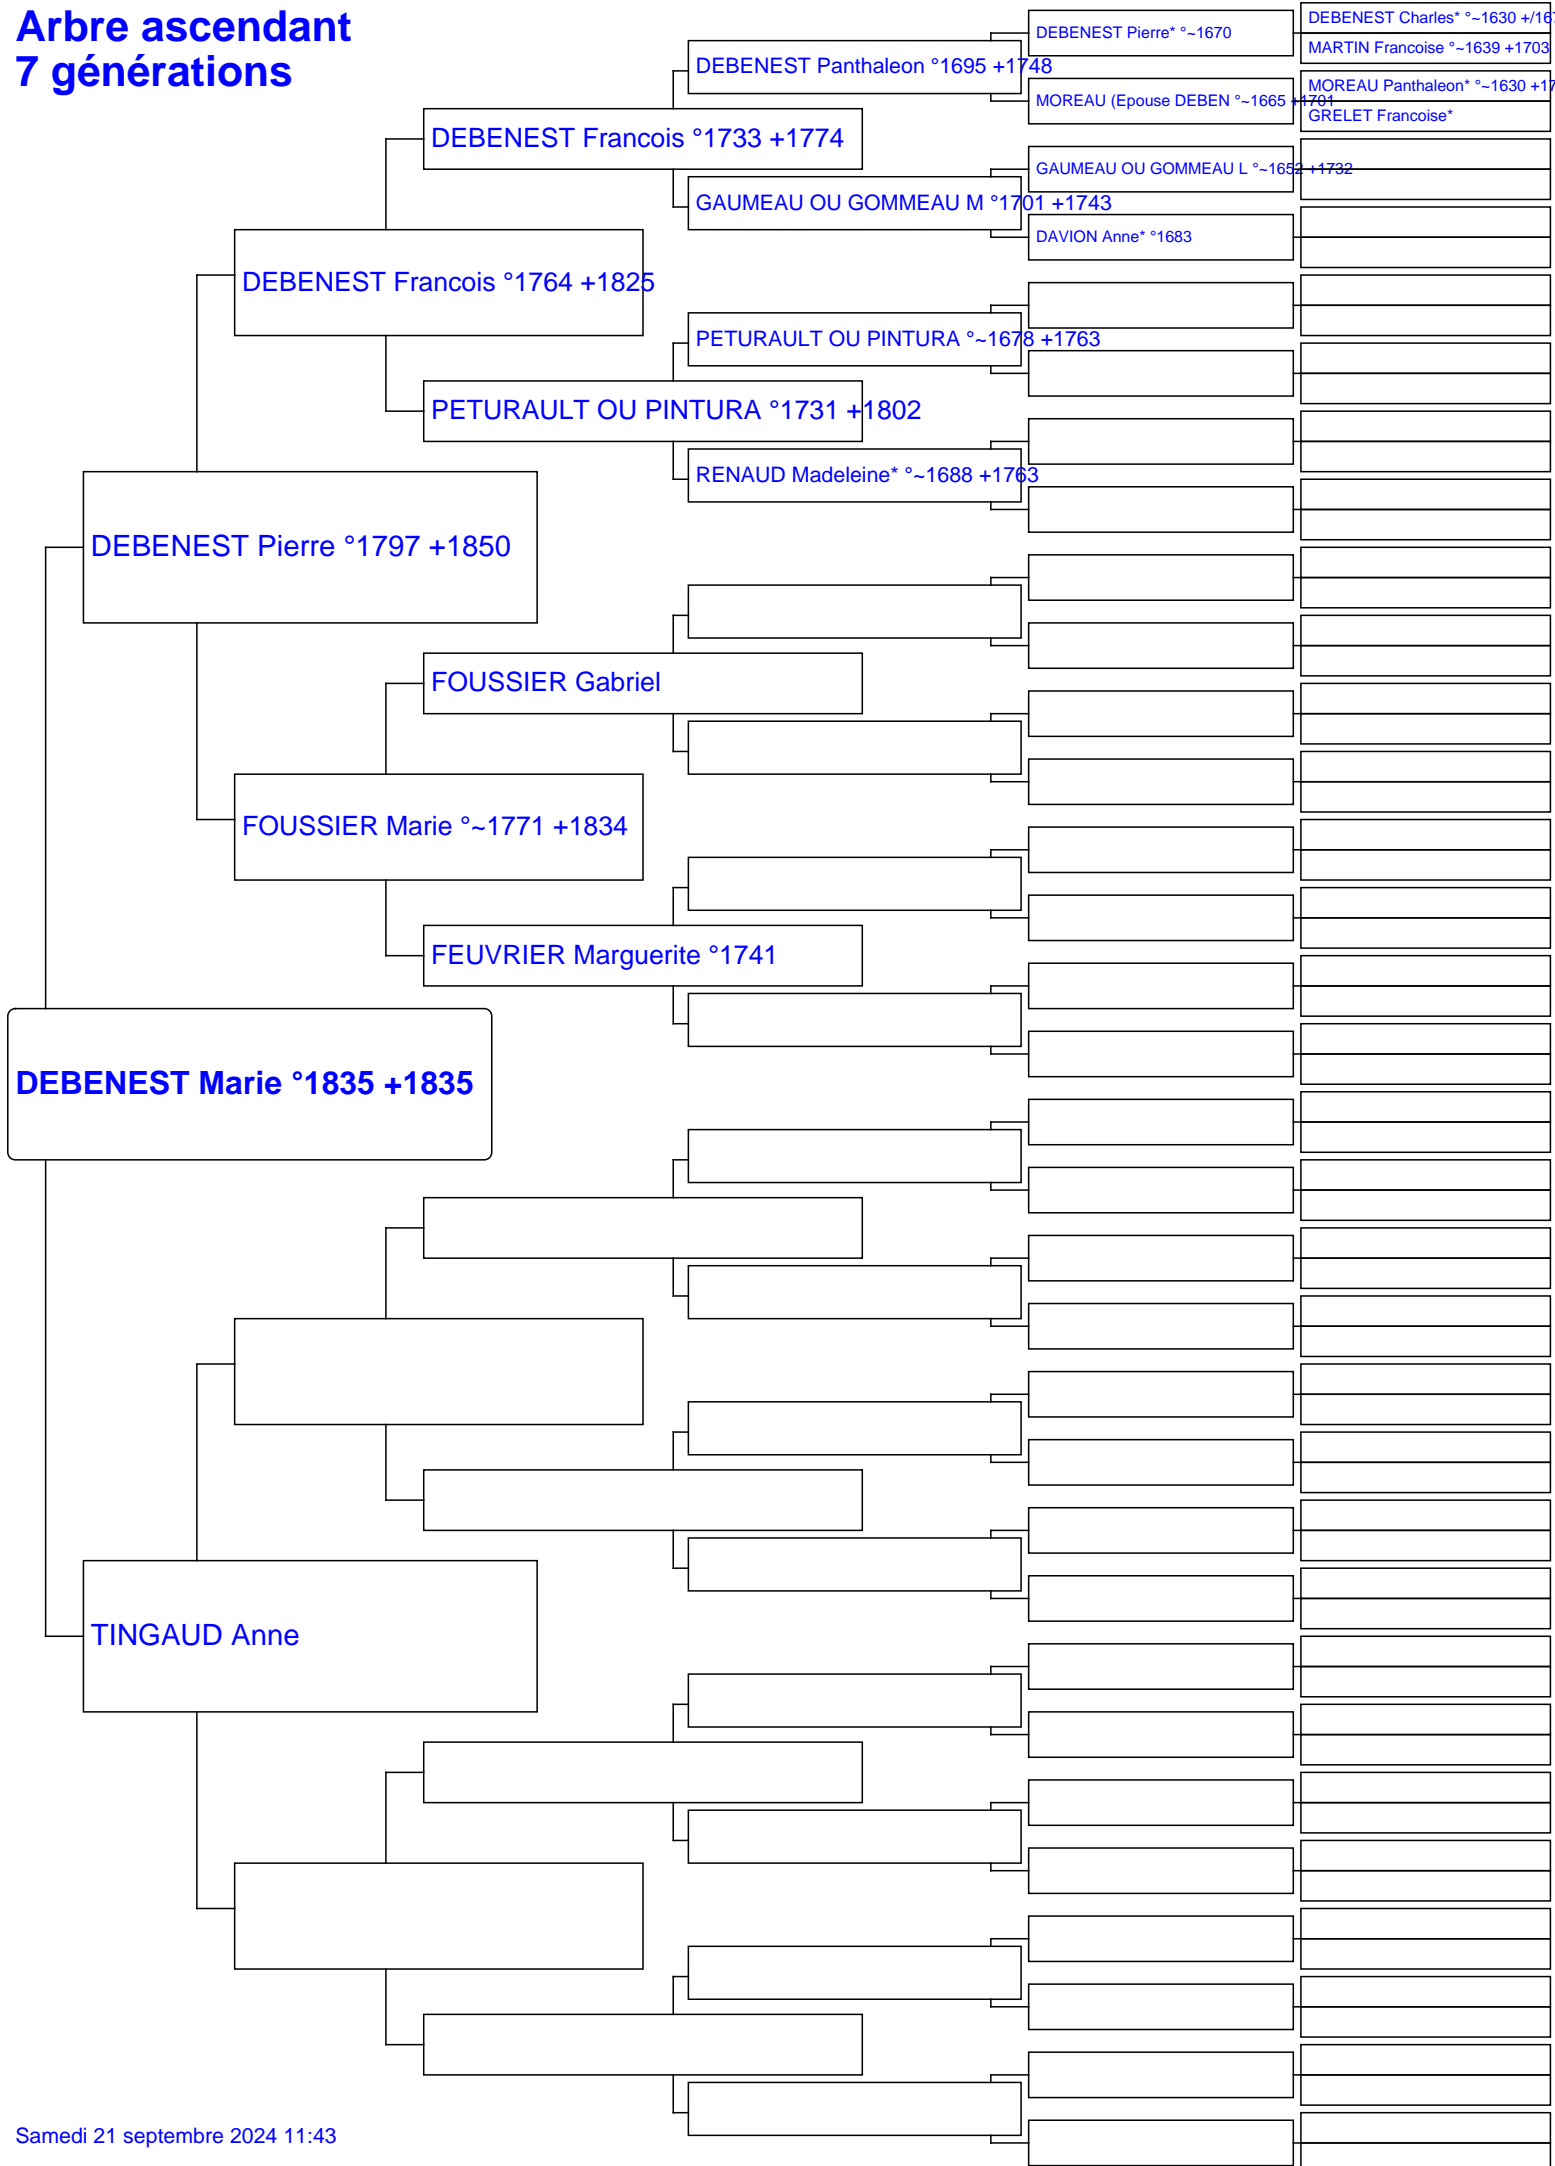 Arbre ascendant
7 générations
DEBENEST Charles* °~1630 +/16
DEBENEST Pierre* °~1670
MARTIN Francoise °~1639 +1703
DEBENEST Panthaleon °1695 +1748
MOREAU Panthaleon* °~1630 +17
MOREAU (Epouse DEBEN °~1665 +1701
GRELET Francoise*
DEBENEST Francois °1733 +1774
GAUMEAU OU GOMMEAU L °~1652 +1732
GAUMEAU OU GOMMEAU M °1701 +1743
DAVION Anne* °1683
DEBENEST Francois °1764 +1825
PETURAULT OU PINTURA °~1678 +1763
PETURAULT OU PINTURA °1731 +1802
RENAUD Madeleine* °~1688 +1763
DEBENEST Pierre °1797 +1850
FOUSSIER Gabriel
FOUSSIER Marie °~1771 +1834
FEUVRIER Marguerite °1741
DEBENEST Marie °1835 +1835
TINGAUD Anne
Samedi 21 septembre 2024 11:43